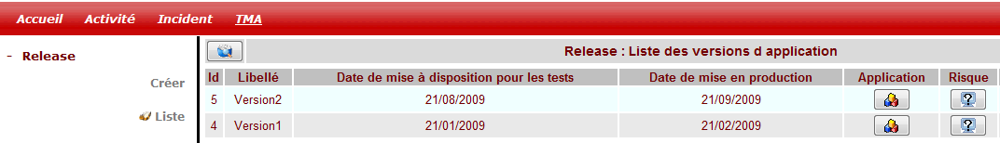 Accueil Activité Incident TMA
- Release
Créer
Liste
Release : Liste des versions d application
Id Libellé Date de mise à disposition pour les tests Date de mise en production Application Risque
5 Version2 21/08/2009 21/09/2009
4 Version1 21/01/2009 21/02/2009